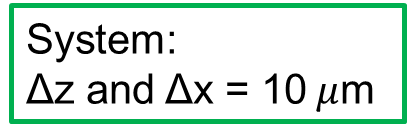 System:
Δz and Δx = 10 𝜇m